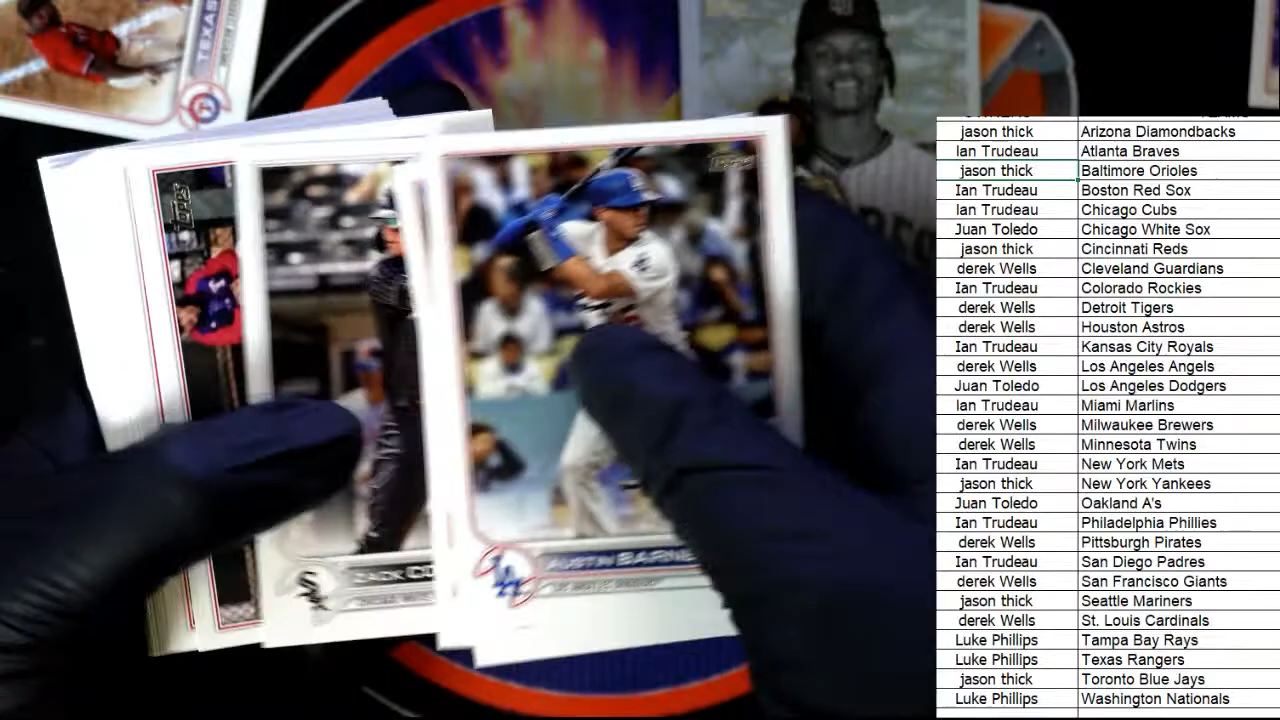 TEXAS
topps
topps
ZACK CO
AUSTIN BARNE
jason thick Arizona Diamondbacks
Ian Trudeau Atlanta Braves
jason thick Baltimore Orioles
Ian Trudeau Boston Red Sox
Ian Trudeau Chicago Cubs
Juan Toledo Chicago White Sox
jason thick Cincinnati Reds
derek Wells Cleveland Guardians
Ian Trudeau Colorado Rockies
derek Wells Detroit Tigers
derek Wells Houston Astros
Ian Trudeau Kansas City Royals
derek Wells Los Angeles Angels
Juan Toledo Los Angeles Dodgers
Ian Trudeau Miami Marlins
derek Wells Milwaukee Brewers
derek Wells Minnesota Twins
Ian Trudeau New York Mets
jason thick New York Yankees
Juan Toledo Oakland A's
Ian Trudeau Philadelphia Phillies
derek Wells Pittsburgh Pirates
Ian Trudeau San Diego Padres
derek Wells San Francisco Giants
jason thick Seattle Mariners
derek Wells St. Louis Cardinals
Luke Phillips Tampa Bay Rays
Luke Phillips Texas Rangers
jason thick Toronto Blue Jays
Luke Phillips Washington Nationals